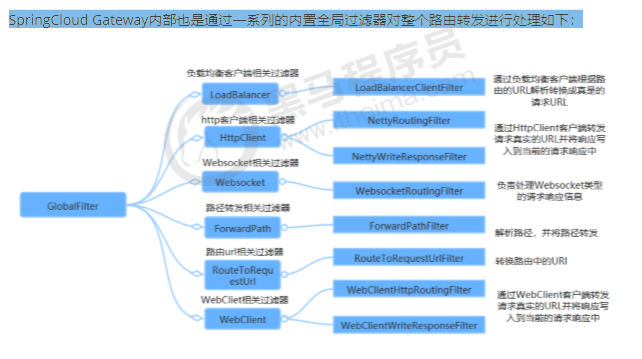 SpringCloud Gateway内部也是通过一系列的内置全局过滤器对整个路由转发进行处理如下：
负载均衡客户端相关过滤器
LoadBalancer
LoadBalancerClientFilter
通过负载均衡客户端根据路
由的URL解析转换成真是的
请求URL
http客户端相关过滤器
HttpClient
NettyRoutingFilter
NettyWriteResponseFilter
通过HttpClient客户端转发
请求真实的URL并将响应写
入到当前的请求响应中
Websocket相关过滤器
Websocket
WebsocketRoutingFilter
负责处理Websocket类型
的请求响应信息
GlobalFilter
路径转发相关过滤器
ForwardPath
ForwardPathFilter
解析路径，并将路径转发
路由url相关过滤器
RouteToRequ
estUrl
RouteToRequestUrlFilter
转换路由中的URI
WebCliet相关过滤器
WebClient
WebClientHttpRoutingFilter
WebClientWriteResponseFilter
通过WebClient客户端转发
请求真实的URL并将响应写
入到当前的请求响应中
黑马程序员
www.itheima.com